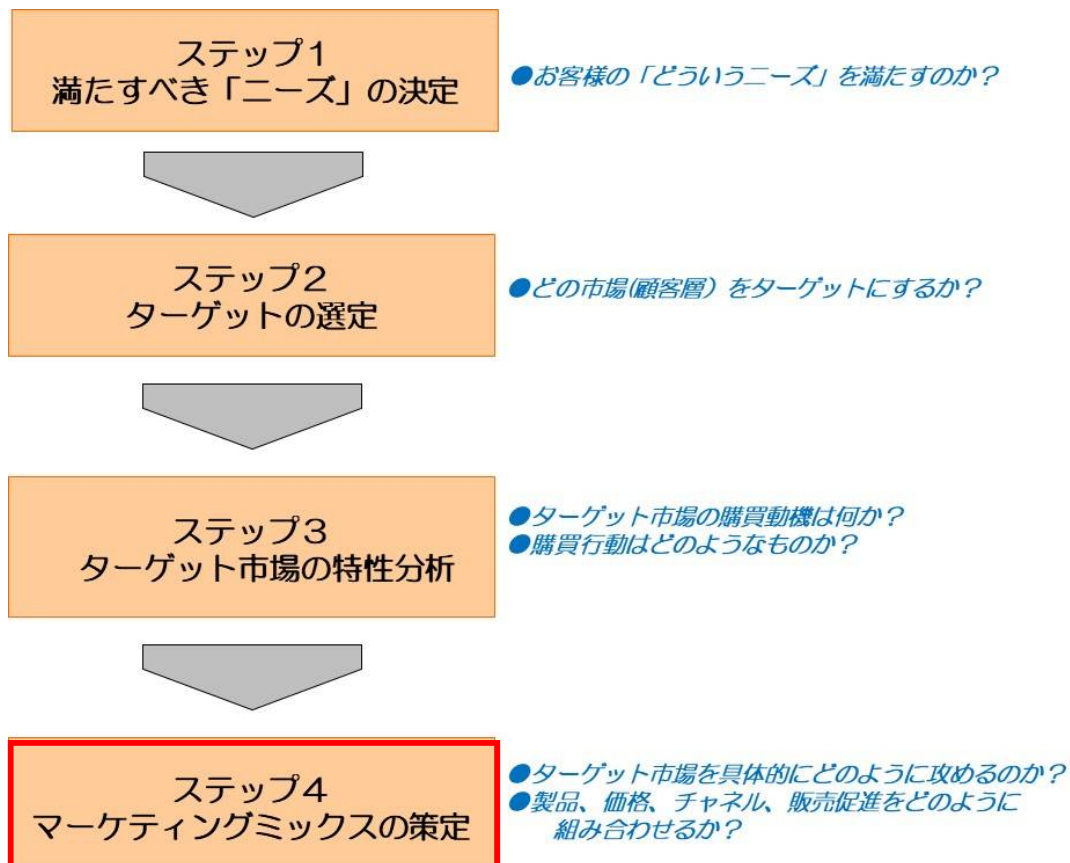 ステップ1
満たすべき「ニーズ」の決定
●お客様の「どういうニーズ」を満たすのか?
ステップ2
ターゲットの選定
●どの市場(顧客層)をターゲットにするか?
ステップ3
ターゲット市場の特性分析
●ターゲット市場の購買動機は何か?
●購買行動はどのようなものか?
ステップ4
マーケティングミックスの策定
●ターゲット市場を具体的にどのように攻めるのか?
●製品、価格、チャネル、販売促進をどのように
組み合わせるか?